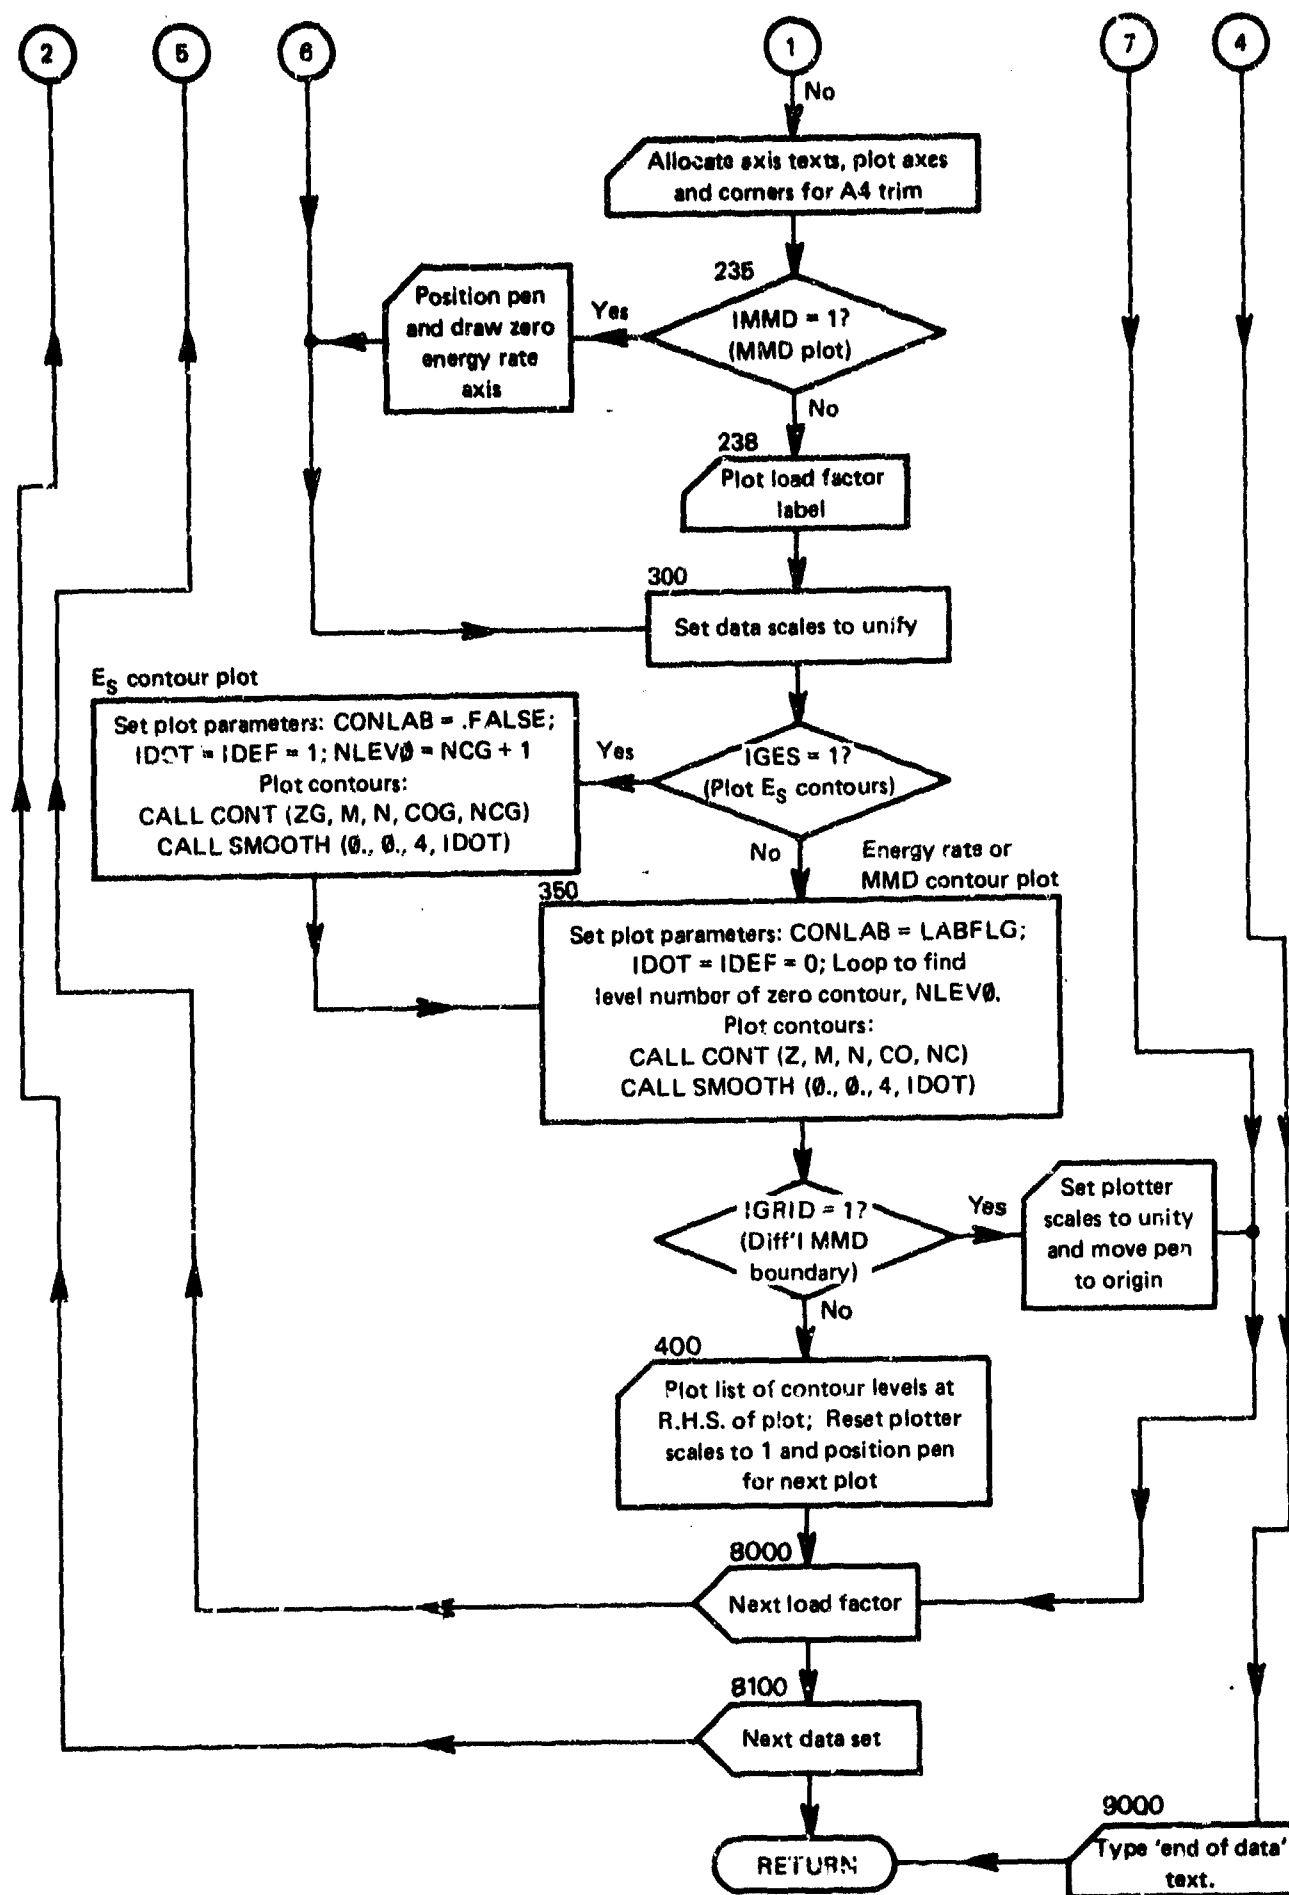 2
5
6
1
7
4
No
Allocate axis texts, plot axes
and corners for A4 trim
235
Position pen
and draw zero
energy rate
axis
Yes
IMMD = 1?
(MMD plot)
No
238
Plot load factor
label
300
Set data scales to unify
E_S contour plot
Set plot parameters: CONLAB = .FALSE;
IDOT = IDEF = 1; NLEVØ = NCG + 1
Plot contours:
CALL CONT (ZG, M, N, COG, NCG)
CALL SMOOTH (Ø., Ø., 4, IDOT)
Yes
IGES = 1?
(Plot E_S contours)
No
Energy rate or
MMD contour plot
350
Set plot parameters: CONLAB = LABFLG;
IDOT = IDEF = 0; Loop to find
level number of zero contour, NLEVØ.
Plot contours:
CALL CONT (Z, M, N, CO, NC)
CALL SMOOTH (Ø., Ø., 4, IDOT)
IGRID = 1?
(Diff'l MMD
boundary)
Yes
Set plotter
scales to unity
and move pen
to origin
No
400
Plot list of contour levels at
R.H.S. of plot; Reset plotter
scales to 1 and position pen
for next plot
8000
Next load factor
8100
Next data set
9000
Type 'end of data'
text.
RETURN